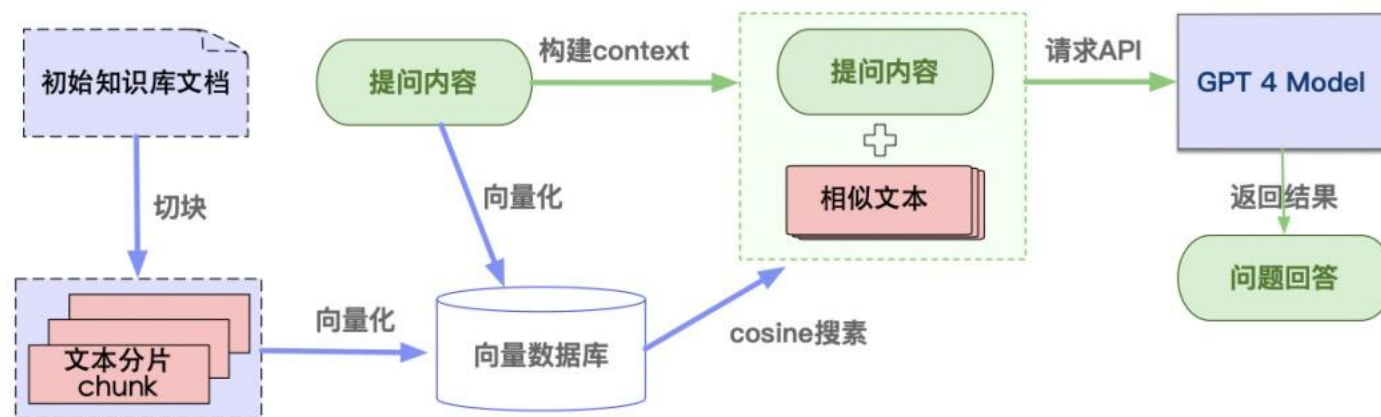 初始知识库文档
提问内容
构建context
提问内容
请求API
GPT 4 Model
切块
向量化
相似文本
返回结果
文本分片
chunk
向量化
向量数据库
cosine搜素
问题回答